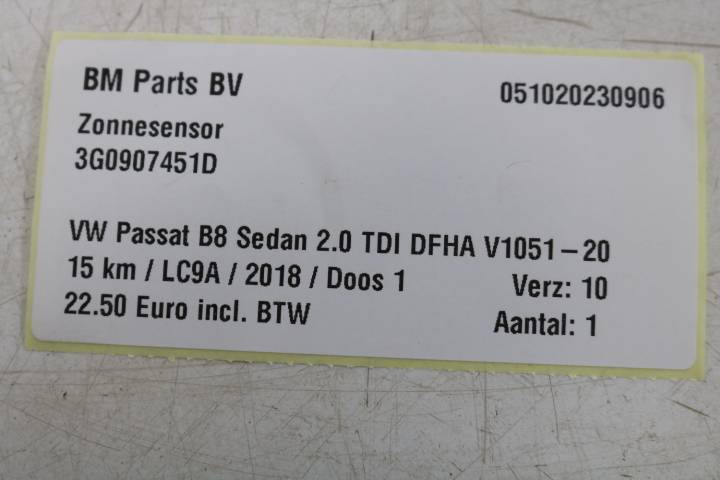 BM Parts BV 051020230906
Zonnesensor
3G0907451D
VW Passat B8 Sedan 2.0 TDI DFHA V1051-20
15 km / LC9A / 2018 / Doos 1 Verz: 10
22.50 Euro incl. BTW Aantal: 1